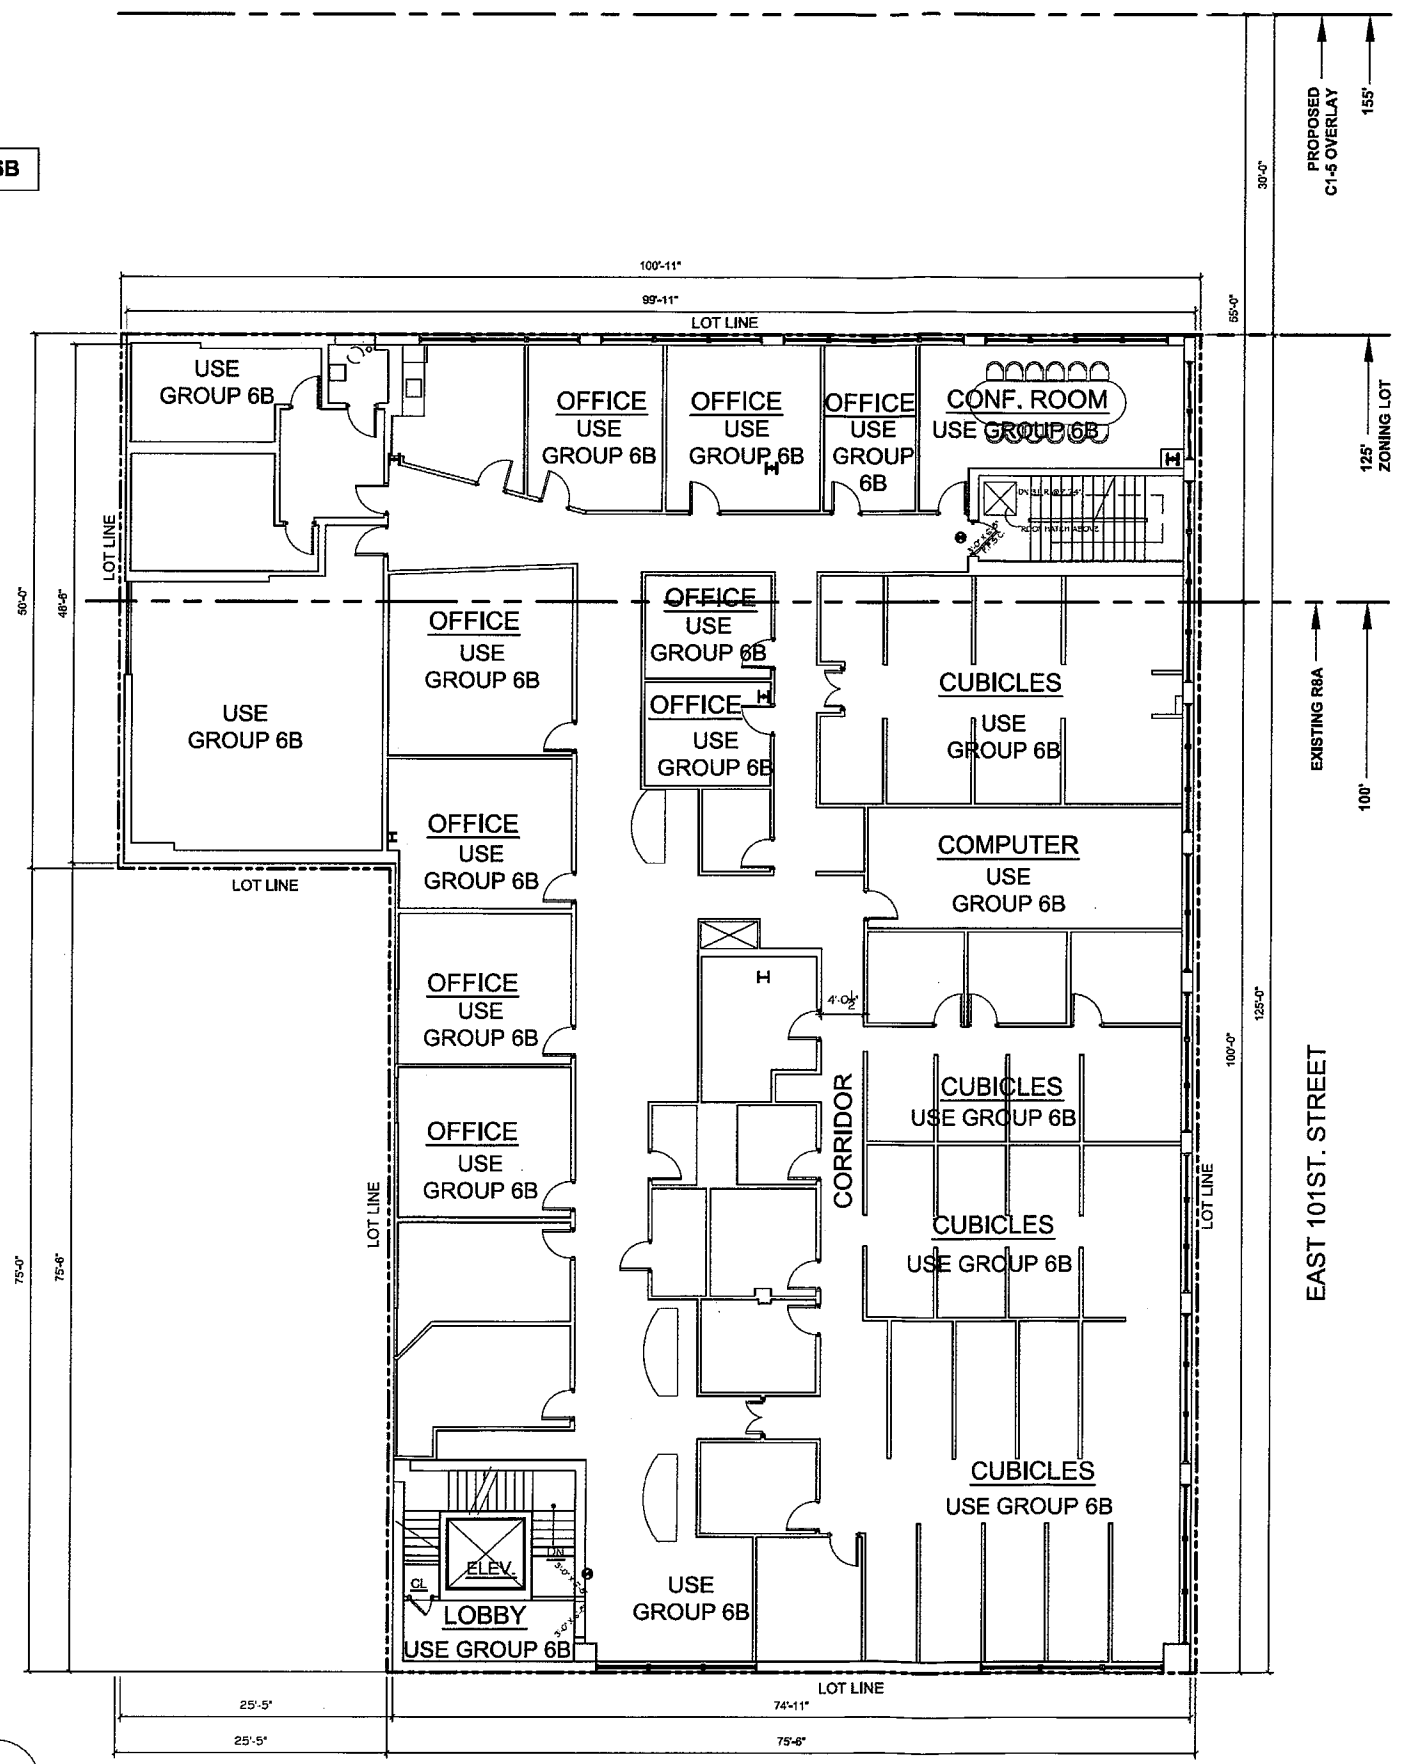 155'
PROPOSED
C1-5 OVERLAY
30'-0"
6B
100'-11"
99'-11"
LOT LINE
55'-0"
125'
ZONING LOT
USE
GROUP 6B
OFFICE
USE
GROUP 6B
OFFICE
USE
GROUP 6B
OFFICE
USE
GROUP
6B
CONF. ROOM
USE GROUP 6B
ROOF HATCH ABOVE
LOT LINE
50'-0"
48'-6"
OFFICE
USE
GROUP 6B
OFFICE
USE
GROUP 6B
OFFICE
USE
GROUP 6B
CUBICLES
USE
GROUP 6B
USE
GROUP 6B
EXISTING R8A
100'
OFFICE
USE
GROUP 6B
COMPUTER
USE
GROUP 6B
LOT LINE
OFFICE
USE
GROUP 6B
4'-0½"
125'-0"
100'-0"
CORRIDOR
CUBICLES
USE GROUP 6B
OFFICE
USE
GROUP 6B
EAST 101ST. STREET
LOT LINE
LOT LINE
CUBICLES
USE GROUP 6B
75'-0"
75'-6"
CUBICLES
USE GROUP 6B
DN
ELEV.
CL
LOBBY
USE GROUP 6B
USE
GROUP 6B
LOT LINE
25'-5"
74'-11"
25'-5"
75'-6"